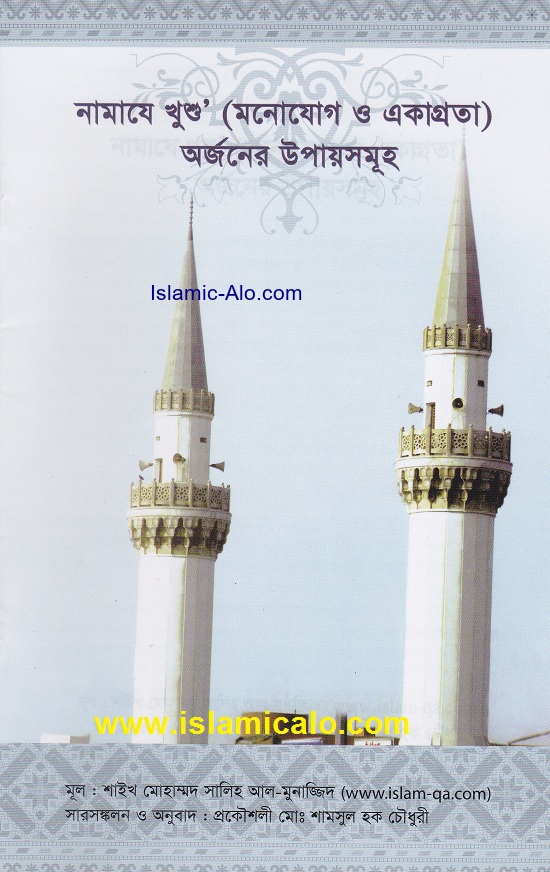 নামাযে খুশু’ (মনোযোগ ও একাগ্রতা)
অর্জনের উপায়সমূহ
Islamic-Alo.com
www.islamicalo.com
মূল : শাইখ মোহাম্মদ সালিহ আল-মুনাজ্জিদ (www.islam-qa.com)
সারসঙ্কলন ও অনুবাদ : প্রকৌশলী মোঃ শামসুল হক চৌধুরী